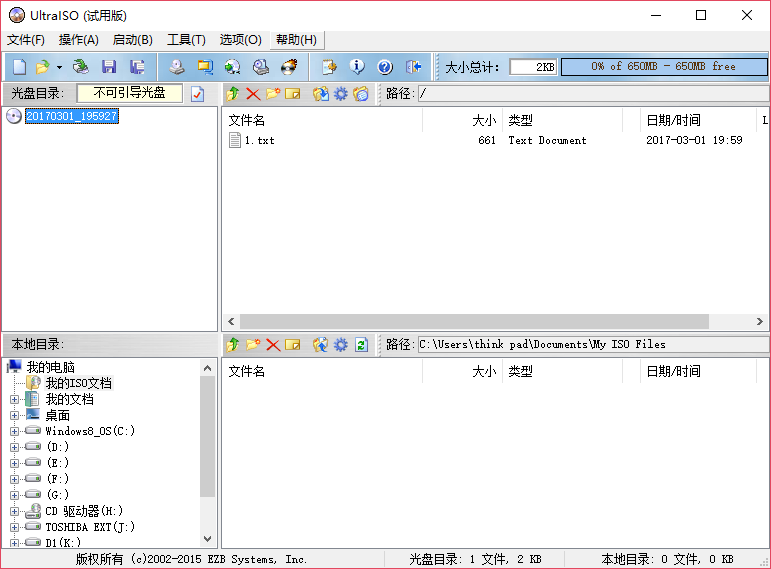 UltraISO (试用版)
文件(F) 操作(A) 启动(B) 工具(T) 选项(O) 帮助(H)
大小总计: 2KB 0% of 650MB - 650MB free
光盘目录: 不可引导光盘 路径: /
20170301_195927
文件名 大小 类型 日期/时间 L
1.txt 661 Text Document 2017-03-01 19:59
本地目录: 路径: C:\Users\think pad\Documents\My ISO Files
文件名 大小 类型 日期/时间
我的电脑
我的ISO文档
我的文档
桌面
Windows8_OS(C:)
(D:)
(E:)
(F:)
(G:)
CD 驱动器(H:)
TOSHIBA EXT(J:)
D1(K:)
版权所有 (c)2002-2015 EZB Systems, Inc. 光盘目录: 1 文件, 2 KB 本地目录: 0 文件, 0 KB